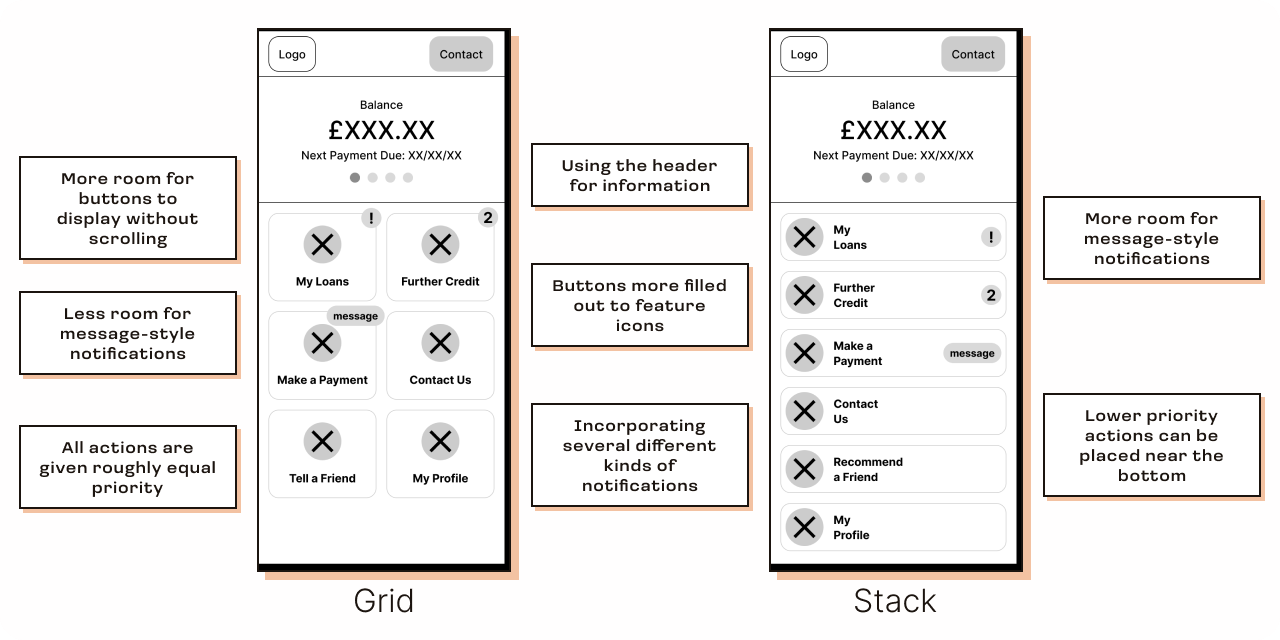 Logo
Contact
Balance
£XXX.XX
Next Payment Due: XX/XX/XX
!
2
My Loans
Further Credit
message
Make a Payment
Contact Us
Tell a Friend
My Profile
Grid
More room for
buttons to
display without
scrolling
Less room for
message-style
notifications
All actions are
given roughly equal
priority
Using the header
for information
Buttons more filled
out to feature
icons
Incorporating
several different
kinds of
notifications
Logo
Contact
Balance
£XXX.XX
Next Payment Due: XX/XX/XX
My
Loans
!
Further
Credit
2
Make a
Payment
message
Contact
Us
Recommend
a Friend
My
Profile
Stack
More room for
message-style
notifications
Lower priority
actions can be
placed near the
bottom